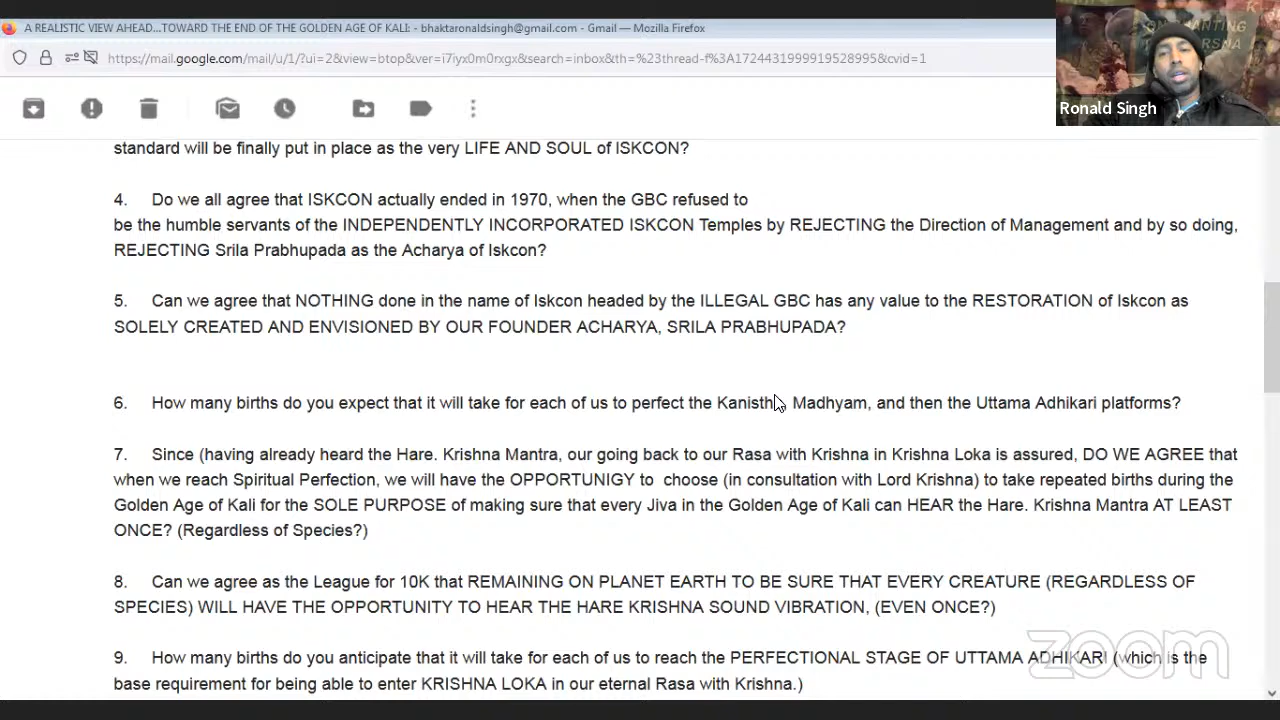 A REALISTIC VIEW AHEAD...TOWARD THE END OF THE GOLDEN AGE OF KALI: - bhaktaronaldsingh@gmail.com - Gmail — Mozilla Firefox
https://mail.google.com/mail/u/1/?ui=2&view=btop&ver=i7iyx0m0rxgx&search=inbox&th=%23thread-f%3A1724431999919528995&cvid=1
Ronald Singh
standard will be finally put in place as the very LIFE AND SOUL of ISKCON?
4. Do we all agree that ISKCON actually ended in 1970, when the GBC refused to
be the humble servants of the INDEPENDENTLY INCORPORATED ISKCON Temples by REJECTING the Direction of Management and by so doing,
REJECTING Srila Prabhupada as the Acharya of Iskcon?
5. Can we agree that NOTHING done in the name of Iskcon headed by the ILLEGAL GBC has any value to the RESTORATION of Iskcon as
SOLELY CREATED AND ENVISIONED BY OUR FOUNDER ACHARYA, SRILA PRABHUPADA?
6. How many births do you expect that it will take for each of us to perfect the Kanistha, Madhyam, and then the Uttama Adhikari platforms?
7. Since (having already heard the Hare. Krishna Mantra, our going back to our Rasa with Krishna in Krishna Loka is assured, DO WE AGREE that
when we reach Spiritual Perfection, we will have the OPPORTUNIGY to choose (in consultation with Lord Krishna) to take repeated births during the
Golden Age of Kali for the SOLE PURPOSE of making sure that every Jiva in the Golden Age of Kali can HEAR the Hare. Krishna Mantra AT LEAST
ONCE? (Regardless of Species?)
8. Can we agree as the League for 10K that REMAINING ON PLANET EARTH TO BE SURE THAT EVERY CREATURE (REGARDLESS OF
SPECIES) WILL HAVE THE OPPORTUNITY TO HEAR THE HARE KRISHNA SOUND VIBRATION, (EVEN ONCE?)
9. How many births do you anticipate that it will take for each of us to reach the PERFECTIONAL STAGE OF UTTAMA ADHIKARI (which is the
base requirement for being able to enter KRISHNA LOKA in our eternal Rasa with Krishna.)
zoom